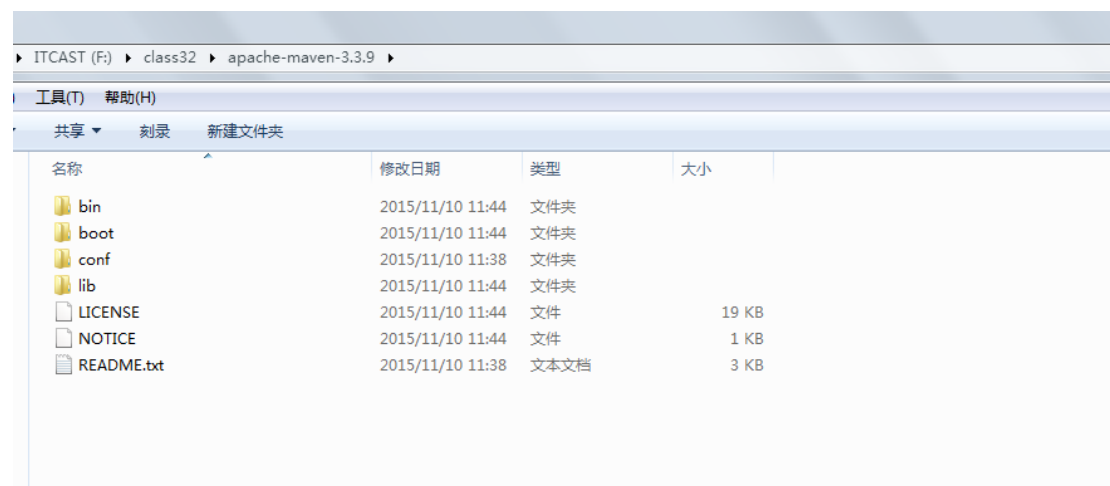 ITCAST (F:) class32 apache-maven-3.3.9
工具(T) 帮助(H)
共享 刻录 新建文件夹
名称 修改日期 类型 大小
bin 2015/11/10 11:44 文件夹
boot 2015/11/10 11:44 文件夹
conf 2015/11/10 11:38 文件夹
lib 2015/11/10 11:44 文件夹
LICENSE 2015/11/10 11:44 文件 19 KB
NOTICE 2015/11/10 11:44 文件 1 KB
README.txt 2015/11/10 11:38 文本文档 3 KB